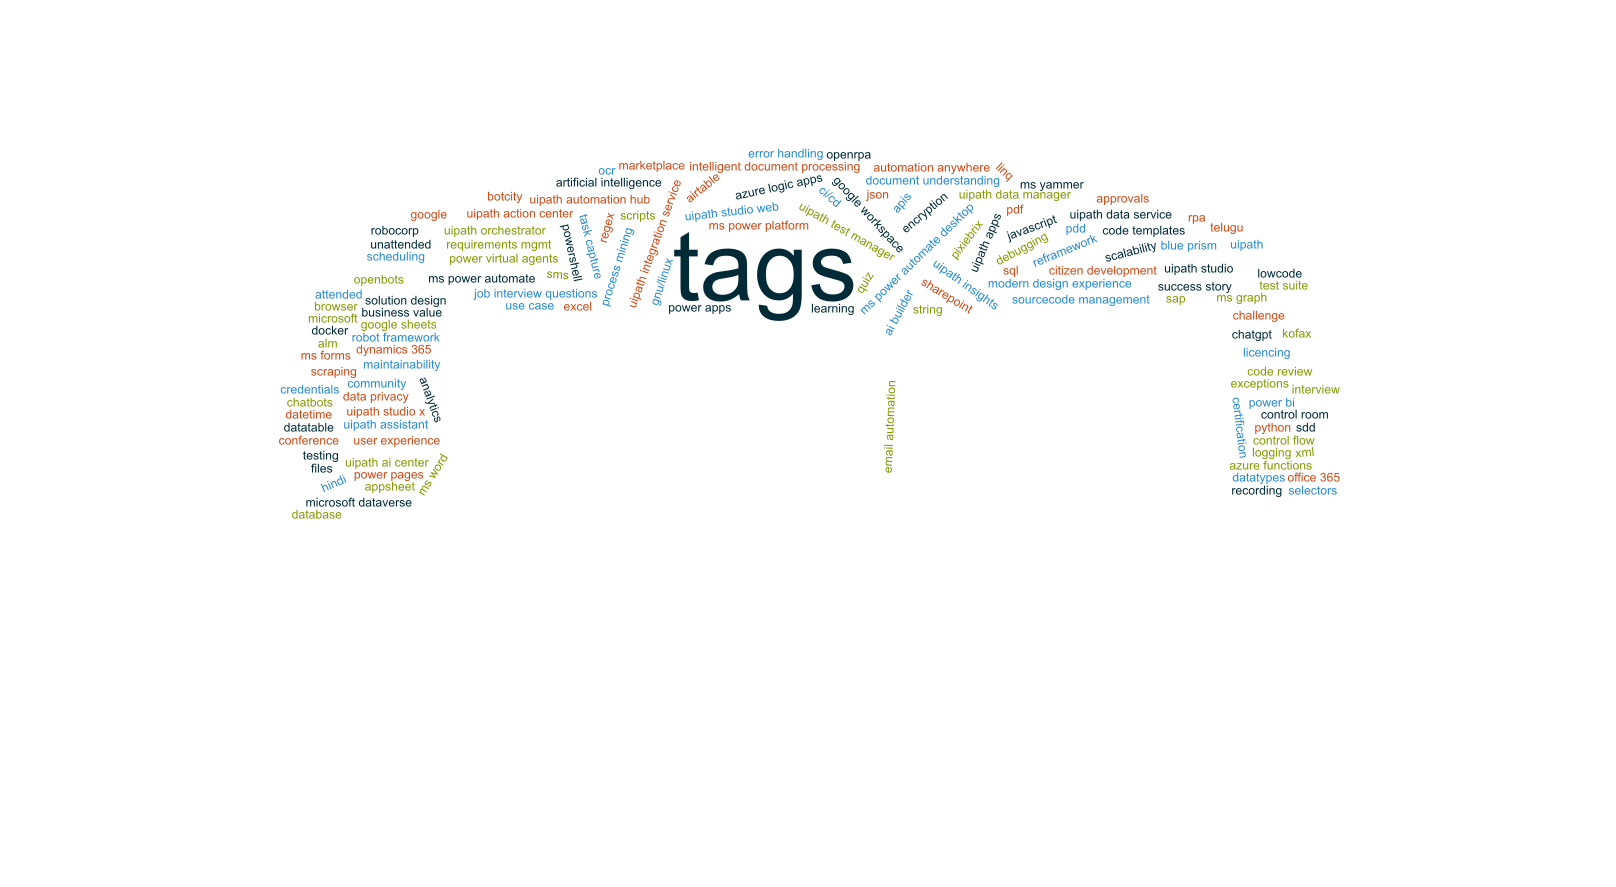 error handling
openrpa
ocr
marketplace
intelligent document processing
automation anywhere
linq
artificial intelligence
airtable
azure logic apps
ci/cd
google workspace
document understanding
json
apis
encryption
ms yammer
uipath data manager
approvals
botcity
uipath automation hub
uipath integration service
uipath studio web
uipath test manager
ms power automate desktop
pdf
google
uipath action center
task capture
regex
scripts
ms power platform
pixiebrix
uipath apps
javascript
uipath data service
rpa
telugu
robocorp
uipath orchestrator
powershell
process mining
tags
pdd
code templates
unattended
requirements mgmt
debugging
reframework
scalability
blue prism
uipath
scheduling
power virtual agents
gnu/linux
quiz
uipath insights
sql
citizen development
uipath studio
lowcode
openbots
ms power automate
sms
sharepoint
modern design experience
success story
test suite
attended
solution design
job interview questions
sourcecode management
sap
ms graph
browser
business value
use case
excel
power apps
learning
ai builder
string
microsoft
google sheets
challenge
docker
robot framework
chatgpt
kofax
alm
dynamics 365
ms forms
maintainability
licencing
scraping
community
analytics
email automation
code review
exceptions
interview
credentials
data privacy
chatbots
uipath studio x
certification
power bi
datetime
uipath assistant
control room
datatable
python
sdd
conference
user experience
control flow
testing
uipath ai center
ms word
logging
xml
files
power pages
azure functions
hindi
appsheet
datatypes
office 365
microsoft dataverse
recording
selectors
database